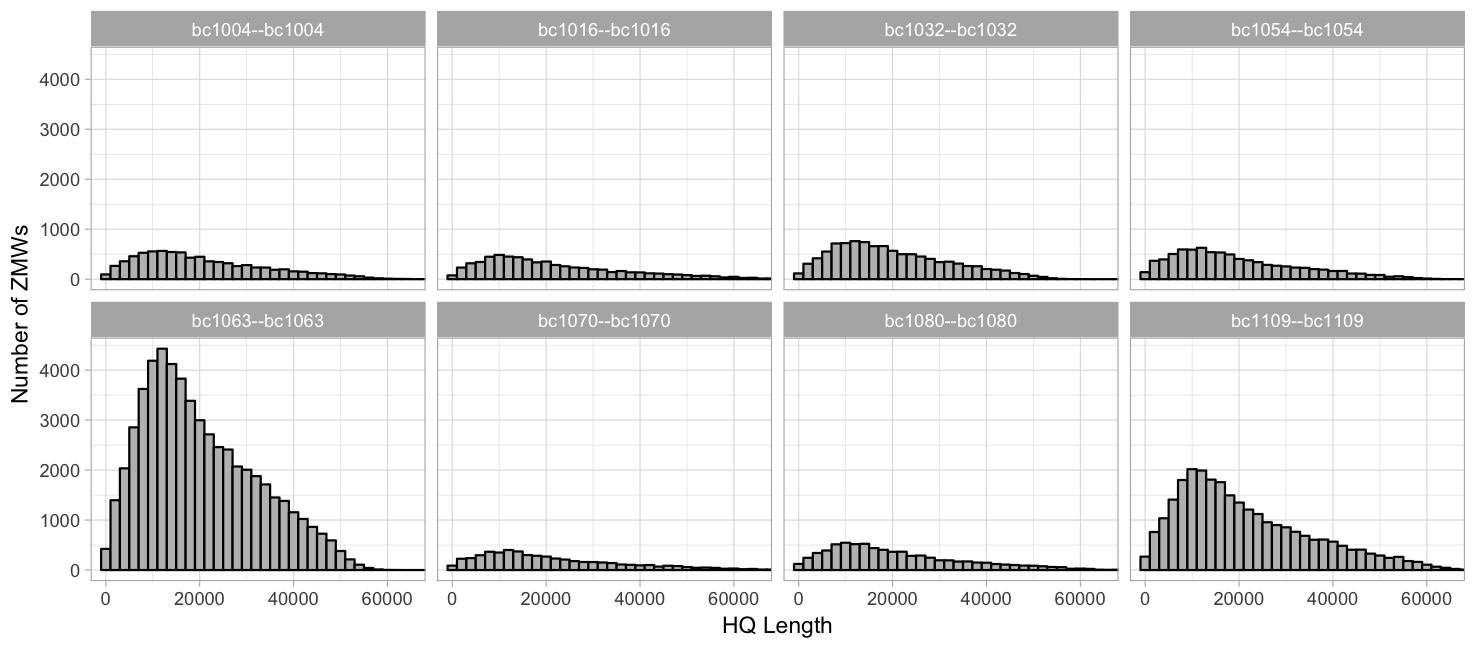 bc1004--bc1004 bc1016--bc1016 bc1032--bc1032 bc1054--bc1054
4000
3000
2000
1000
0
bc1063--bc1063 bc1070--bc1070 bc1080--bc1080 bc1109--bc1109
4000
3000
2000
1000
0
Number of ZMWs
0 20000 40000 60000 0 20000 40000 60000 0 20000 40000 60000 0 20000 40000 60000
HQ Length